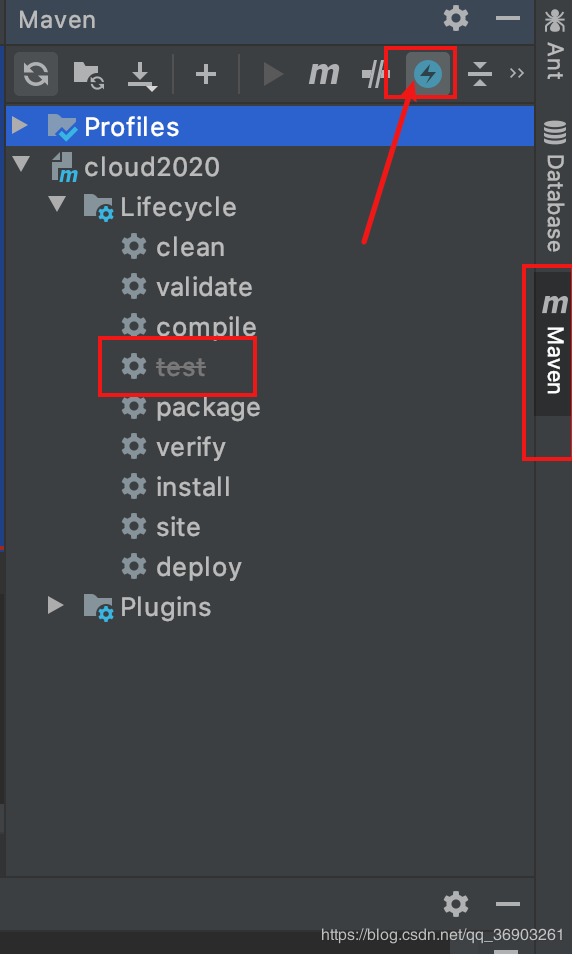 Maven
m
Profiles
cloud2020
Lifecycle
clean
validate
compile
test
package
verify
install
site
deploy
Plugins
Ant
Database
m
Maven
https://blog.csdn.net/qq_36903261